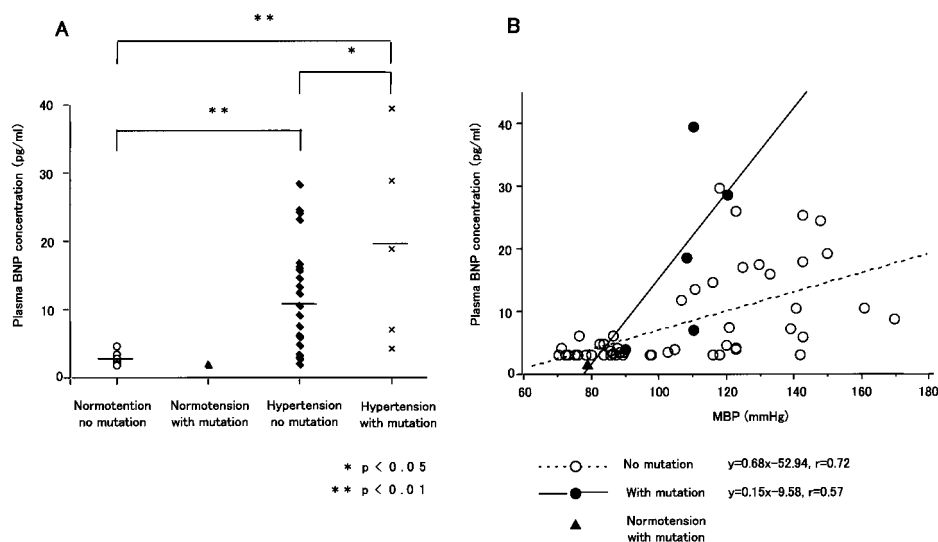 A
**
*
**
Plasma BNP concentration (pg/ml)
40
30
20
10
0
Normotention no mutation
Normotension with mutation
Hypertension no mutation
Hypertension with mutation
* p < 0.05
** p < 0.01
B
Plasma BNP concentration (pg/ml)
40
30
20
10
0
60 80 100 120 140 160 180
MBP (mmHg)
No mutation y=0.68x-52.94, r=0.72
With mutation y=0.15x-9.58, r=0.57
Normotension
with mutation